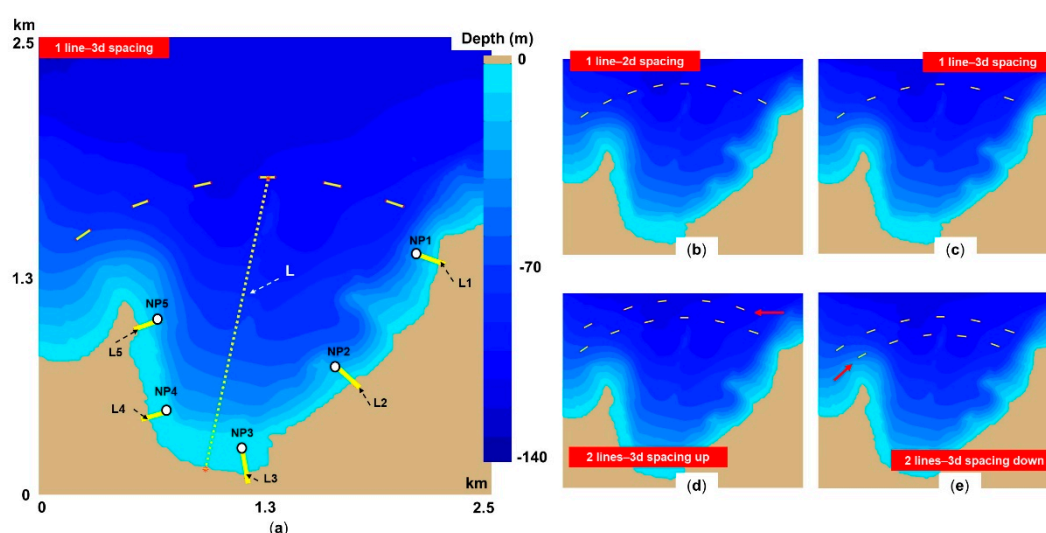 km
2.5
1 line–3d spacing
Depth (m)
0
-70
-140
NP1
L1
L
NP5
L5
NP2
L2
NP4
L4
NP3
L3
1.3
0
km
0
1.3
2.5
(a)
1 line–2d spacing
(b)
1 line–3d spacing
(c)
2 lines–3d spacing up
(d)
2 lines–3d spacing down
(e)